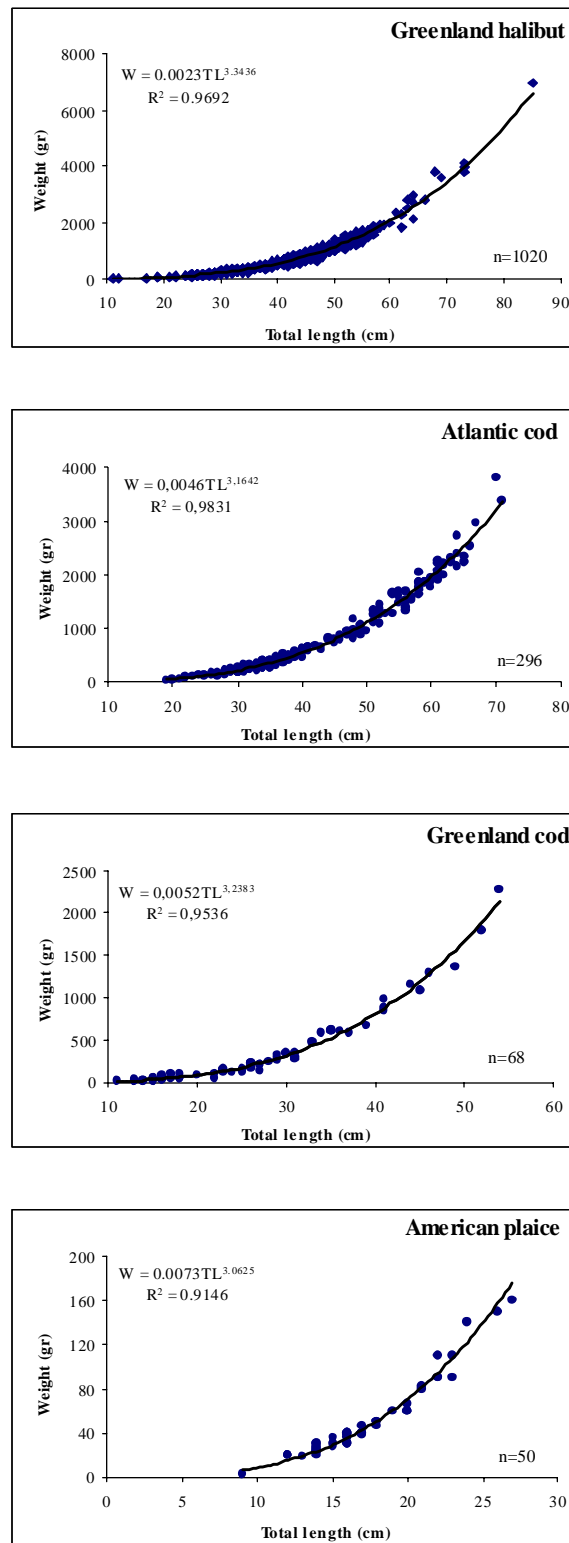 Greenland halibut
W = 0.0023TL^3.3436
R² = 0.9692
8000
6000
4000
2000
0
Weight (gr)
n=1020
10 20 30 40 50 60 70 80 90
Total length (cm)
Atlantic cod
W = 0,0046TL^3,1642
R² = 0,9831
4000
3000
2000
1000
0
Weight (gr)
n=296
10 20 30 40 50 60 70 80
Total length (cm)
Greenland cod
W = 0,0052TL^3,2383
R² = 0,9536
2500
2000
1500
1000
500
0
Weight (gr)
n=68
10 20 30 40 50 60
Total length (cm)
American plaice
W = 0.0073TL^3.0625
R² = 0.9146
200
160
120
80
40
0
Weight (gr)
n=50
0 5 10 15 20 25 30
Total length (cm)